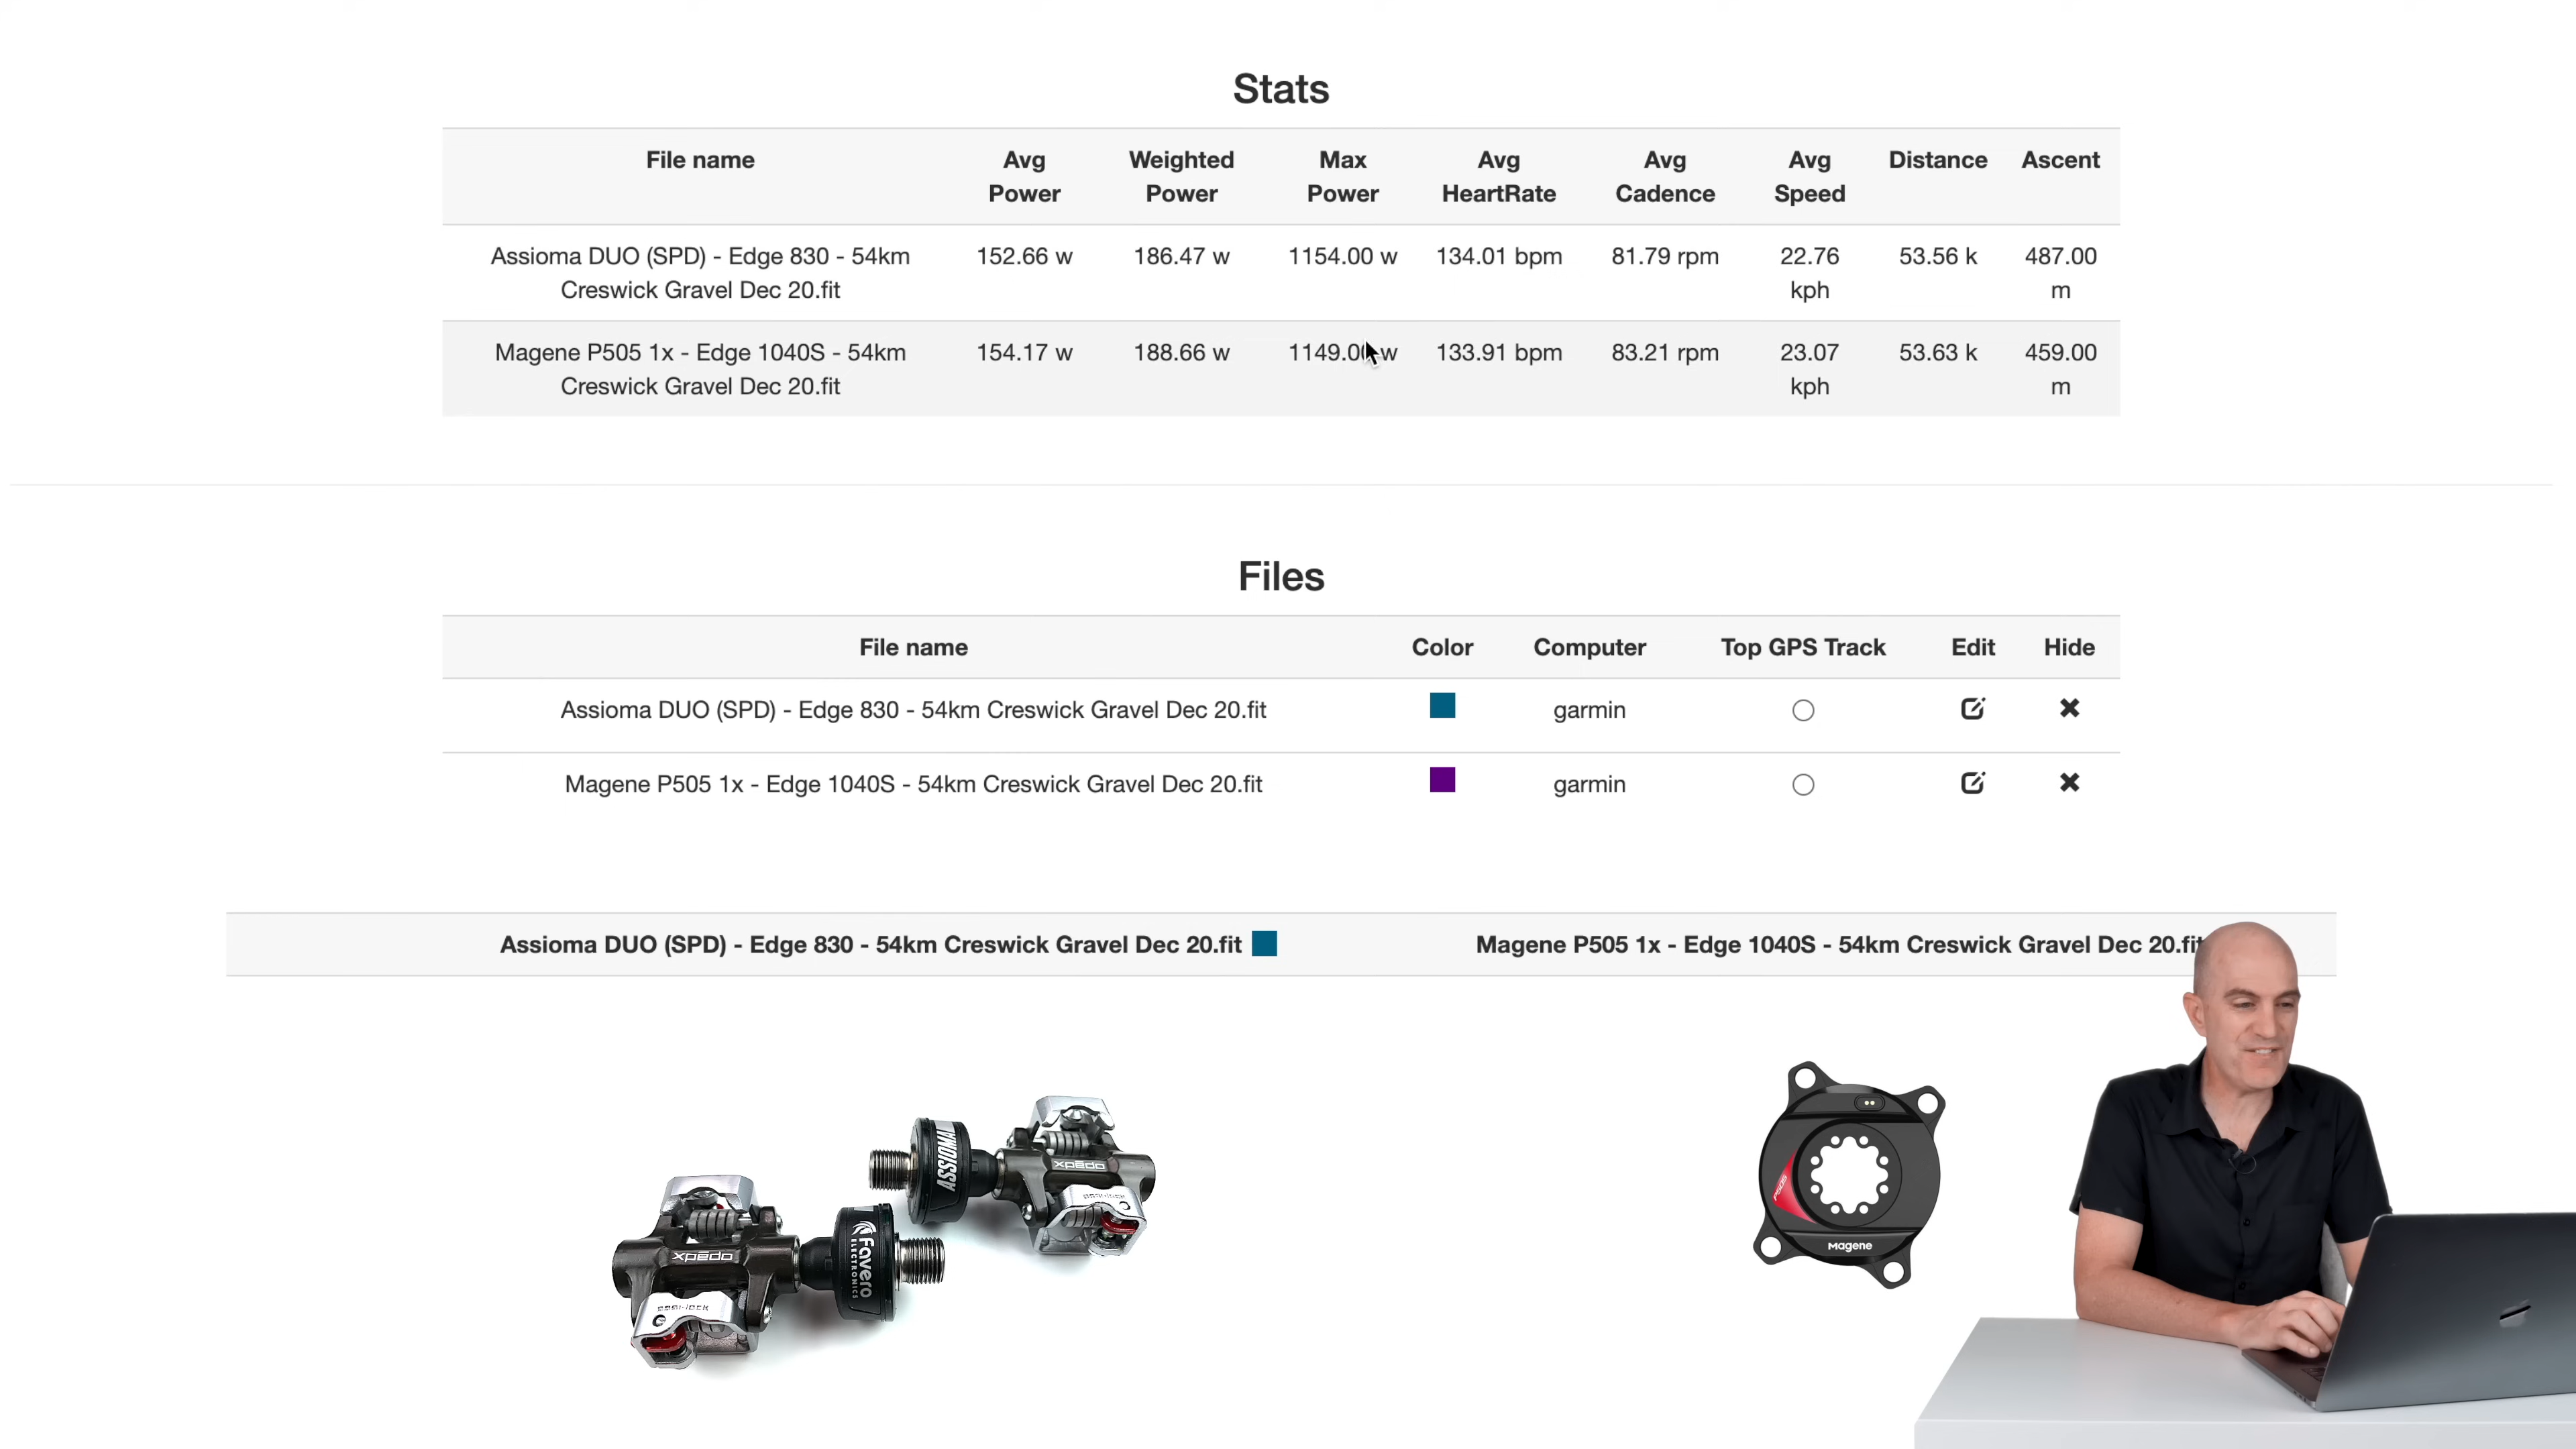 Stats
File name Avg Power Weighted Power Max Power Avg HeartRate Avg Cadence Avg Speed Distance Ascent
Assioma DUO (SPD) - Edge 830 - 54km Creswick Gravel Dec 20.fit 152.66 w 186.47 w 1154.00 w 134.01 bpm 81.79 rpm 22.76 kph 53.56 k 487.00 m
Magene P505 1x - Edge 1040S - 54km Creswick Gravel Dec 20.fit 154.17 w 188.66 w 1149.00 w 133.91 bpm 83.21 rpm 23.07 kph 53.63 k 459.00 m
Files
File name Color Computer Top GPS Track Edit Hide
Assioma DUO (SPD) - Edge 830 - 54km Creswick Gravel Dec 20.fit garmin
Magene P505 1x - Edge 1040S - 54km Creswick Gravel Dec 20.fit garmin
Assioma DUO (SPD) - Edge 830 - 54km Creswick Gravel Dec 20.fit
Magene P505 1x - Edge 1040S - 54km Creswick Gravel Dec 20.fit
ASSIOMA
xpedo
xpedo
Favero
ELECTRONICS
P505
Magene